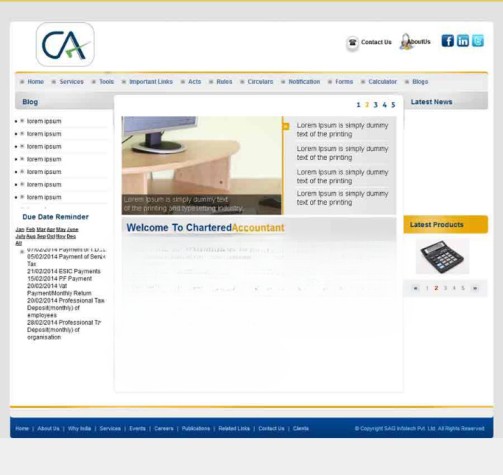 CA
Contact Us
AboutUs
Home
Services
Tools
Important Links
Acts
Rules
Circulars
Notification
Forms
Calculator
Blogs
Blog
lorem ipsum
lorem ipsum
lorem ipsum
lorem ipsum
lorem ipsum
lorem ipsum
lorem ipsum
Due Date Reminder
Jan Feb Mar Apr May June
July Aug Sep Oct Nov Dec
All
05/02/2014 Payment of Servic
Tax
21/02/2014 ESIC Payments
15/02/2014 PF Payment
20/02/2014 Vat
Payment/Monthly Return
20/02/2014 Professional Tax-
Deposit(monthly) of
employees
28/02/2014 Professional T
Deposit(monthly) of
organisation
1 2 3 4 5
Lorem Ipsum is simply dummy text
of the printing and typesetting industry.
Lorem Ipsum is simply dummy
text of the printing
Lorem Ipsum is simply dummy
text of the printing
Lorem Ipsum is simply dummy
text of the printing
Lorem Ipsum is simply dummy
text of the printing
Welcome To CharteredAccountant
Latest News
Latest Products
« 1 2 3 4 5 »
Home | About Us | Why India | Services | Events | Careers | Publications | Related Links | Contact Us | Clients
© Copyright SAG Infotech Pvt. Ltd. All Rights Reserved